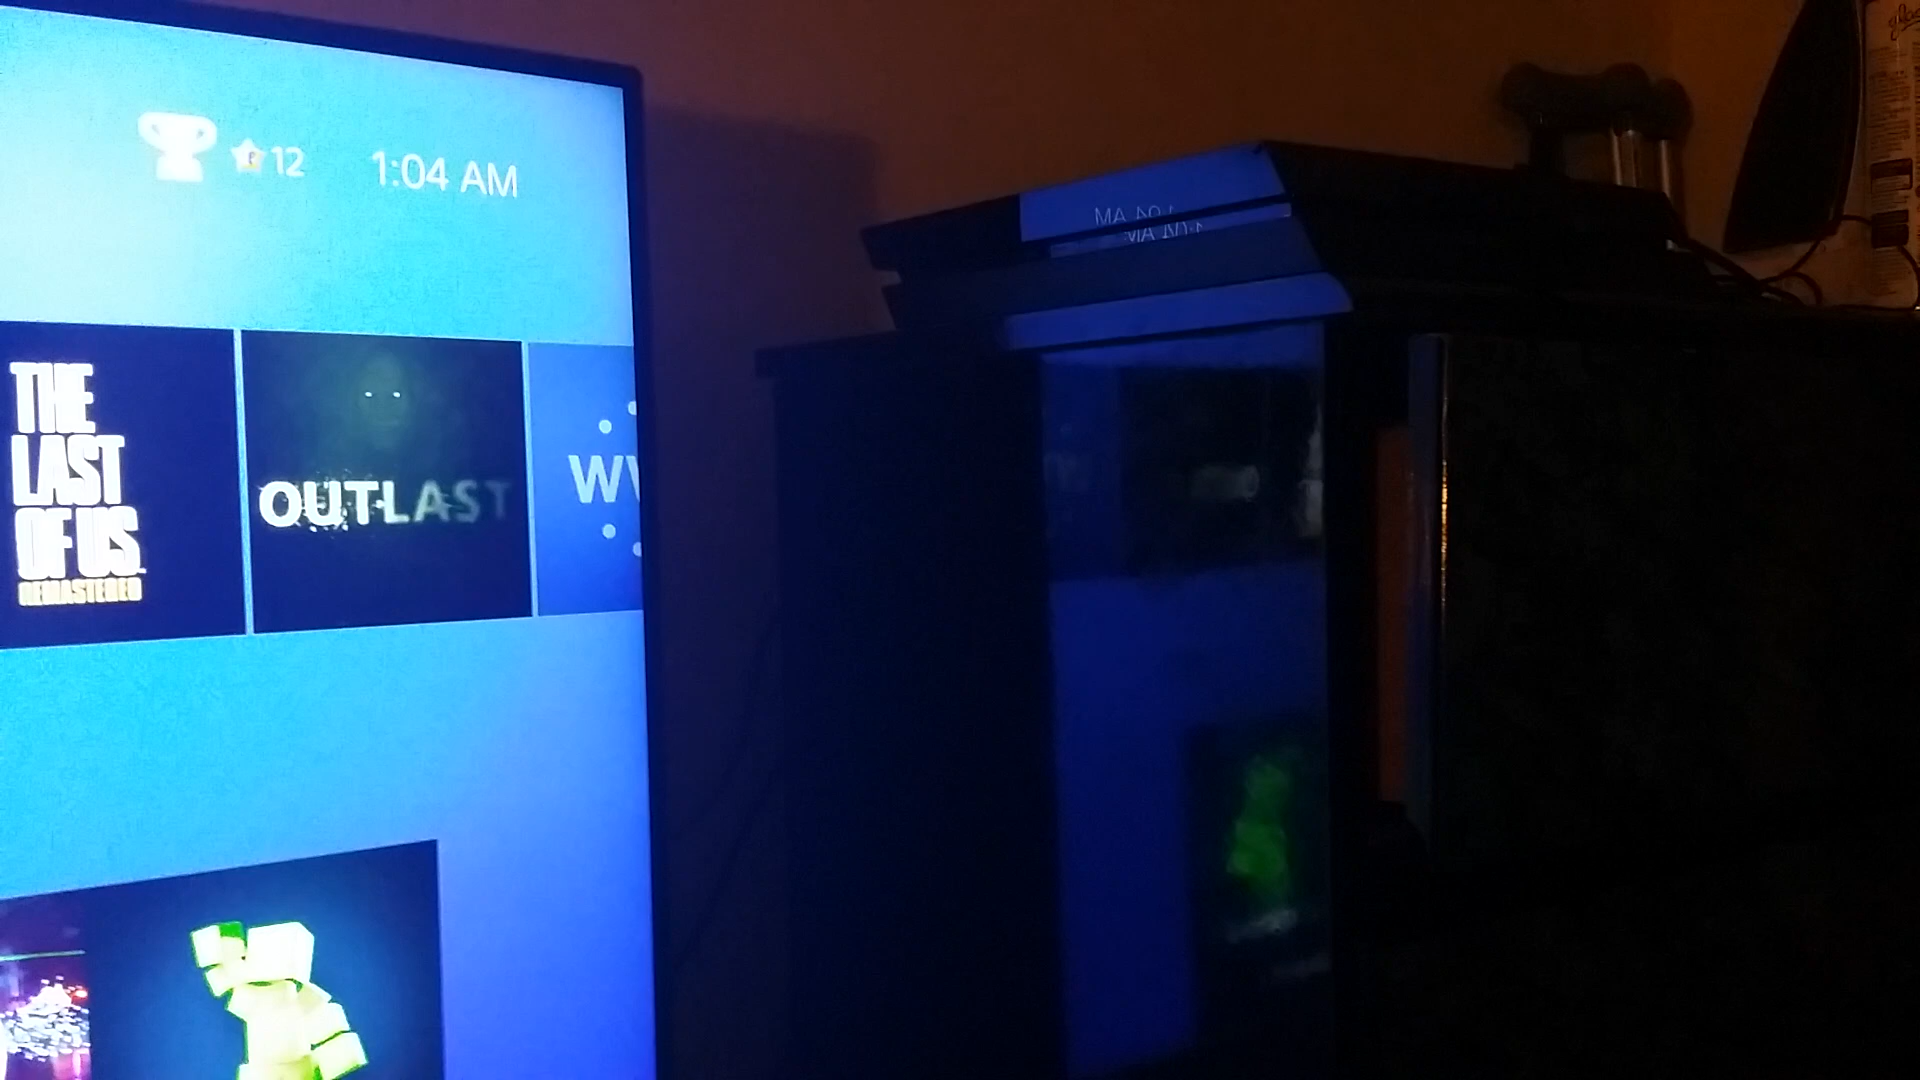 12 1:04 AM
THE
LAST
OF US
REMASTERED
OUTLAST